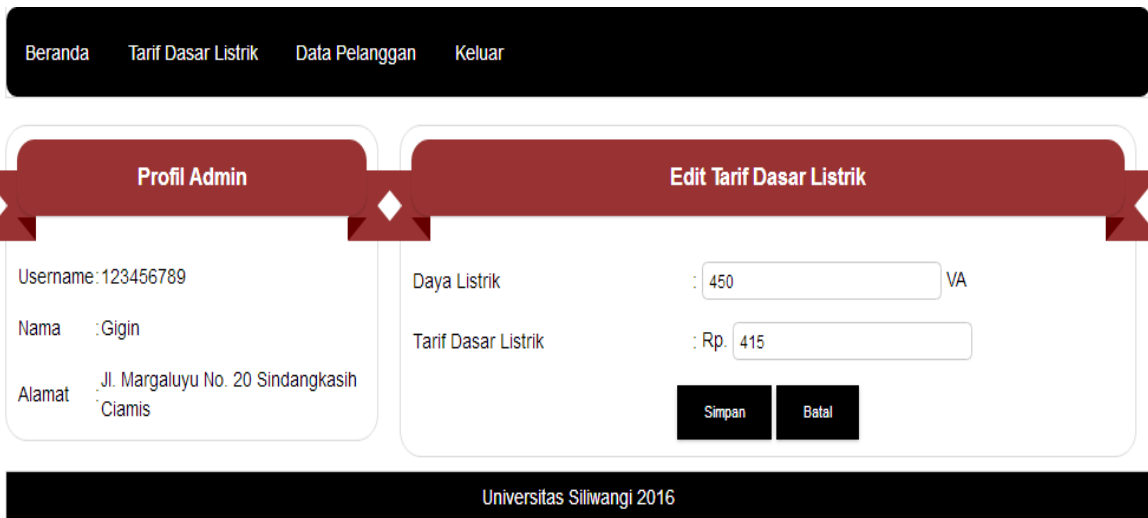 Beranda Tarif Dasar Listrik Data Pelanggan Keluar
Profil Admin
Username:123456789
Nama :Gigin
Alamat :Jl. Margaluyu No. 20 Sindangkasih
Ciamis
Edit Tarif Dasar Listrik
Daya Listrik : 450 VA
Tarif Dasar Listrik : Rp. 415
Simpan Batal
Universitas Siliwangi 2016